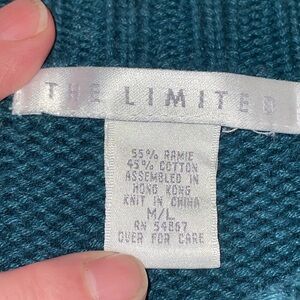 THE LIMITED
55% RAMIE
45% COTTON
ASSEMBLED IN
HONG KONG
KNIT IN CHINA
M/L
RN 54867
OVER FOR CARE